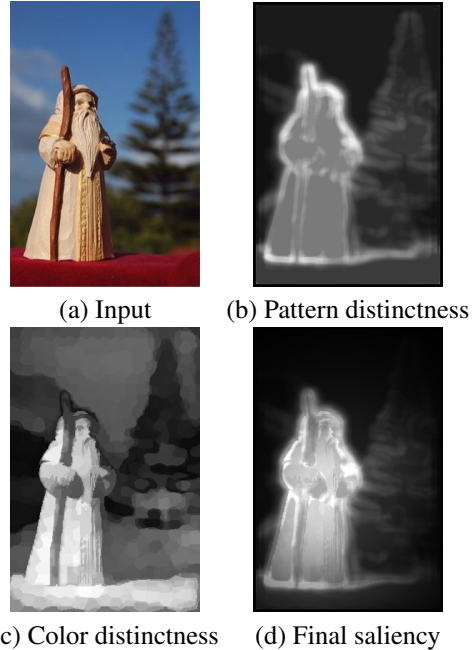 (a) Input
(b) Pattern distinctness
c) Color distinctness
(d) Final saliency